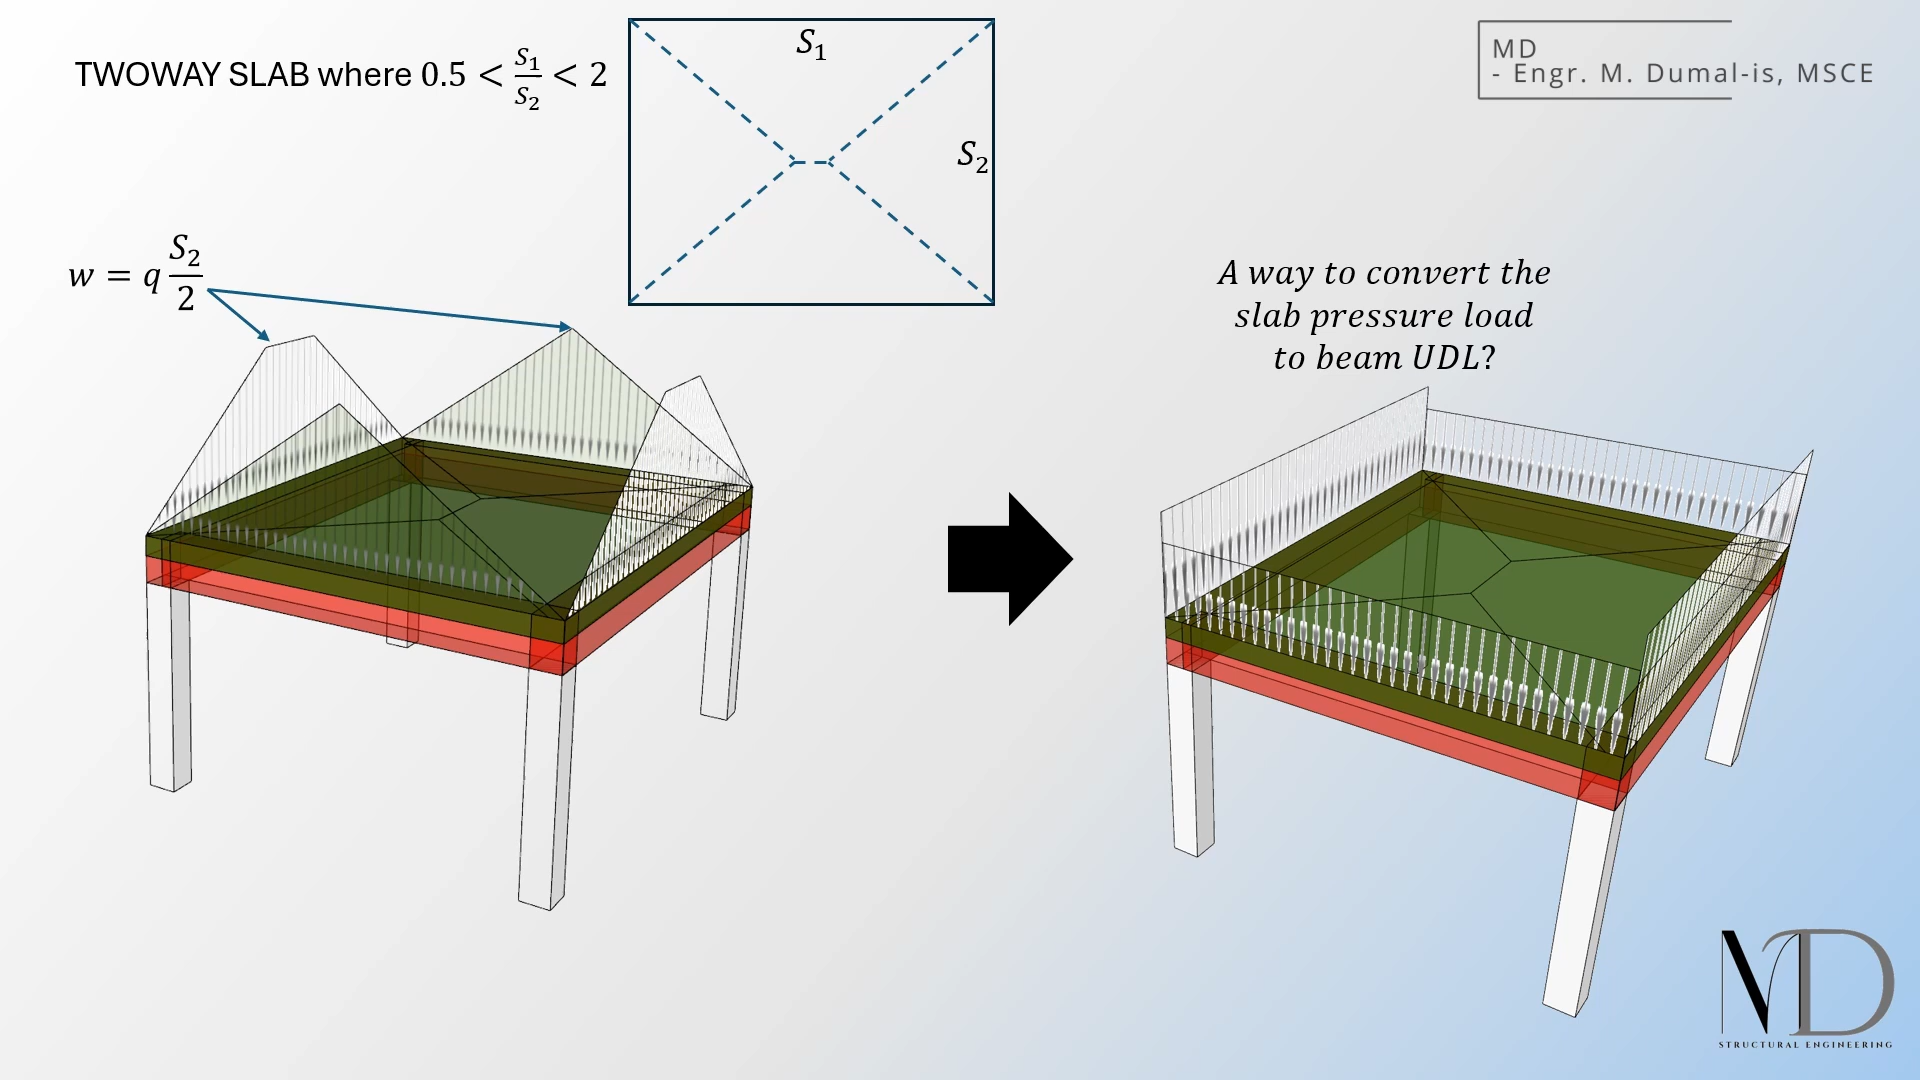 TWOWAY SLAB where 0.5 < S₁/S₂ < 2
S₁
S₂
MD
- Engr. M. Dumal-is, MSCE
w = q S₂/2
A way to convert the
slab pressure load
to beam UDL?
MD
STRUCTURAL ENGINEERING